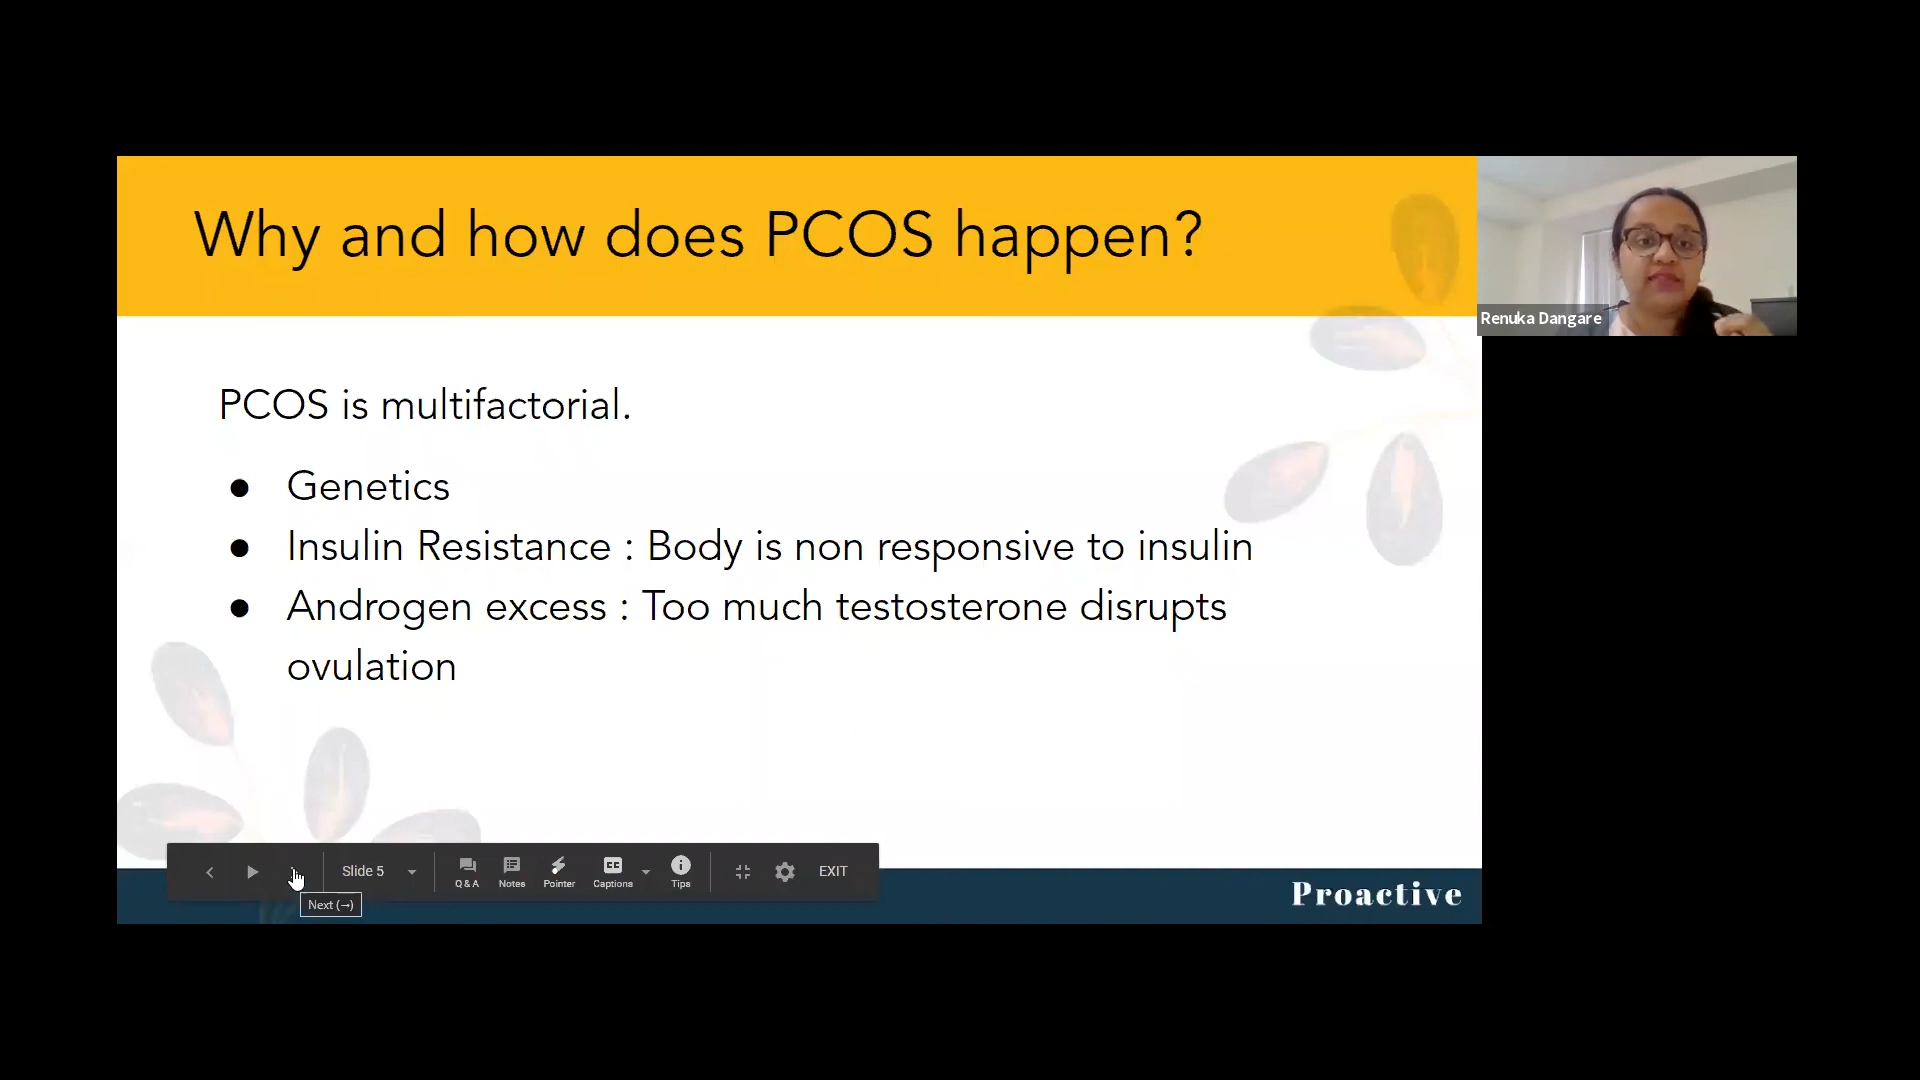 Why and how does PCOS happen?
Renuka Dangare
PCOS is multifactorial.
● Genetics
● Insulin Resistance : Body is non responsive to insulin
● Androgen excess : Too much testosterone disrupts
ovulation
Slide 5
Q & A
Notes
Pointer
CC
Captions
Tips
EXIT
Next (→)
Proactive